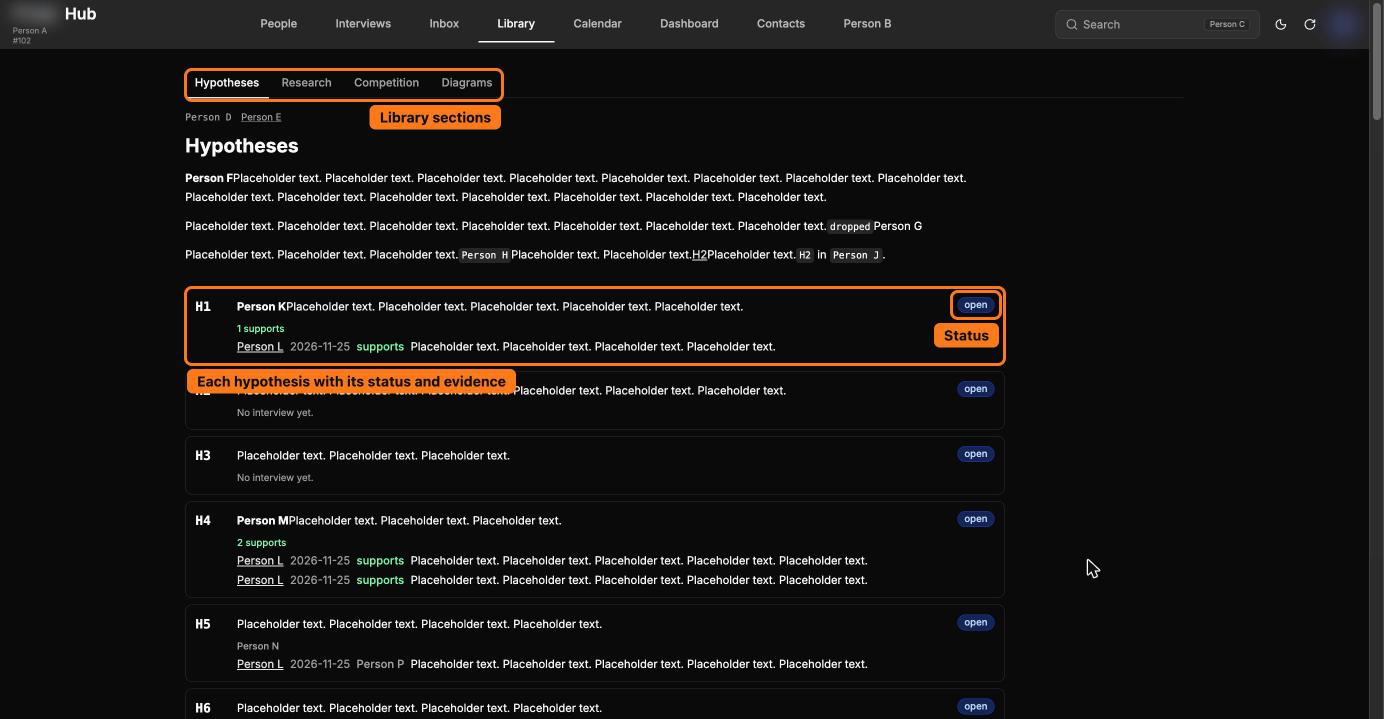 Hub
Person A
#102
People Interviews Inbox Library Calendar Dashboard Contacts Person B
Search Person C
Hypotheses Research Competition Diagrams
Library sections
Person D Person E
Hypotheses
Person FPlaceholder text. Placeholder text. Placeholder text. Placeholder text. Placeholder text. Placeholder text. Placeholder text. Placeholder text.
Placeholder text. Placeholder text. Placeholder text. Placeholder text. Placeholder text. Placeholder text. Placeholder text.
Placeholder text. Placeholder text. Placeholder text. Placeholder text. Placeholder text. Placeholder text. Placeholder text. dropped Person G
Placeholder text. Placeholder text. Placeholder text. Person H Placeholder text. Placeholder text.H2Placeholder text. H2 in Person J .
H1 Person KPlaceholder text. Placeholder text. Placeholder text. Placeholder text. Placeholder text. open
1 supports
Status
Person L 2026-11-25 supports Placeholder text. Placeholder text. Placeholder text. Placeholder text.
Each hypothesis with its status and evidence
Placeholder text. Placeholder text. Placeholder text. open
No interview yet.
H3 Placeholder text. Placeholder text. Placeholder text. open
No interview yet.
H4 Person MPlaceholder text. Placeholder text. Placeholder text. open
2 supports
Person L 2026-11-25 supports Placeholder text. Placeholder text. Placeholder text. Placeholder text. Placeholder text.
Person L 2026-11-25 supports Placeholder text. Placeholder text. Placeholder text. Placeholder text. Placeholder text.
H5 Placeholder text. Placeholder text. Placeholder text. Placeholder text. open
Person N
Person L 2026-11-25 Person P Placeholder text. Placeholder text. Placeholder text. Placeholder text. Placeholder text.
H6 Placeholder text. Placeholder text. Placeholder text. Placeholder text. open